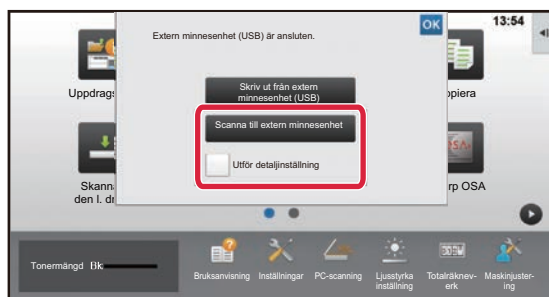 13:54
Extern minnesenhet (USB) är ansluten.
OK
Skriv ut från extern
minnesenhet (USB)
Scanna till extern minnesenhet
Utför detaljinställning
Uppdrags
opiera
Skann
den l. dr
rp OSA
Tonermängd Bk
Bruksanvisning
Inställningar
PC-scanning
Ljusstyrka
inställning
Totalräknev-
erk
Maskinjuster-
ing